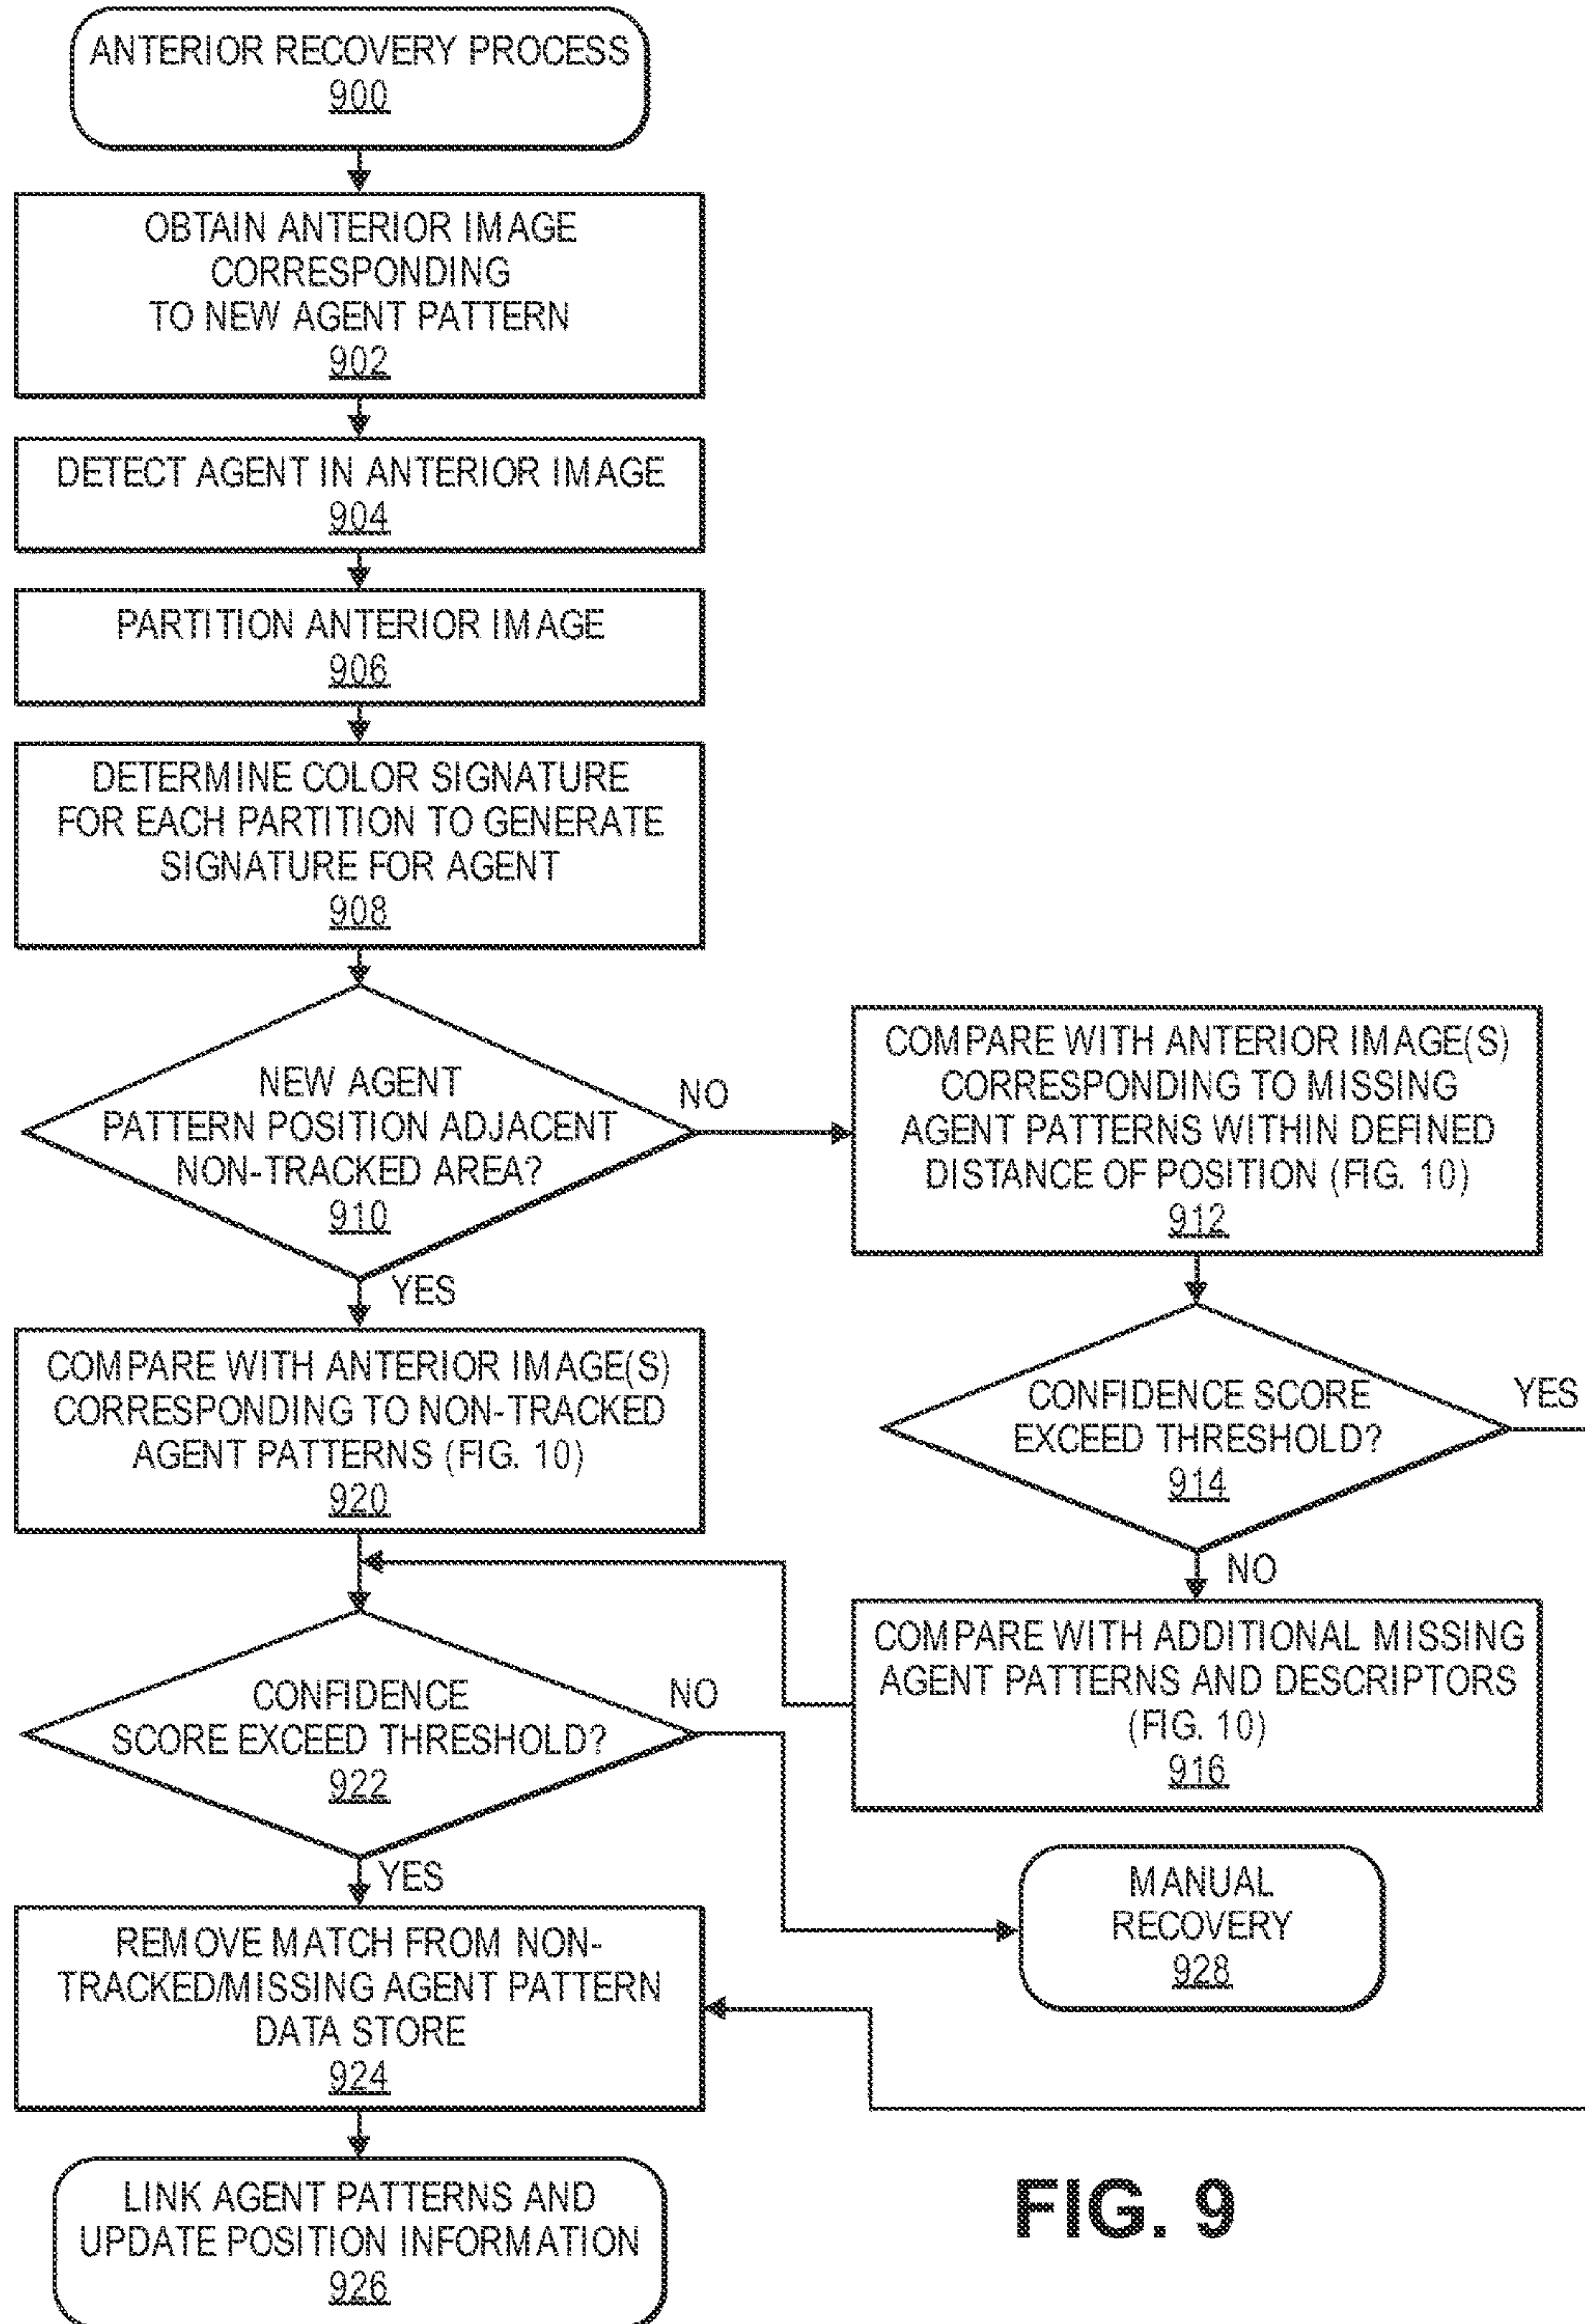 ANTERIOR RECOVERY PROCESS
900
OBTAIN ANTERIOR IMAGE
CORRESPONDING
TO NEW AGENT PATTERN
902
DETECT AGENT IN ANTERIOR IMAGE
904
PARTITION ANTERIOR IMAGE
906
DETERMINE COLOR SIGNATURE
FOR EACH PARTITION TO GENERATE
SIGNATURE FOR AGENT
908
NEW AGENT
PATTERN POSITION ADJACENT
NON-TRACKED AREA?
910
NO
YES
COMPARE WITH ANTERIOR IMAGE(S)
CORRESPONDING TO MISSING
AGENT PATTERNS WITHIN DEFINED
DISTANCE OF POSITION (FIG. 10)
912
CONFIDENCE SCORE
EXCEED THRESHOLD?
914
YES
NO
COMPARE WITH ADDITIONAL MISSING
AGENT PATTERNS AND DESCRIPTORS
(FIG. 10)
916
COMPARE WITH ANTERIOR IMAGE(S)
CORRESPONDING TO NON-TRACKED
AGENT PATTERNS (FIG. 10)
920
CONFIDENCE
SCORE EXCEED THRESHOLD?
922
NO
YES
MANUAL
RECOVERY
928
REMOVE MATCH FROM NON-
TRACKED/MISSING AGENT PATTERN
DATA STORE
924
LINK AGENT PATTERNS AND
UPDATE POSITION INFORMATION
926
FIG. 9